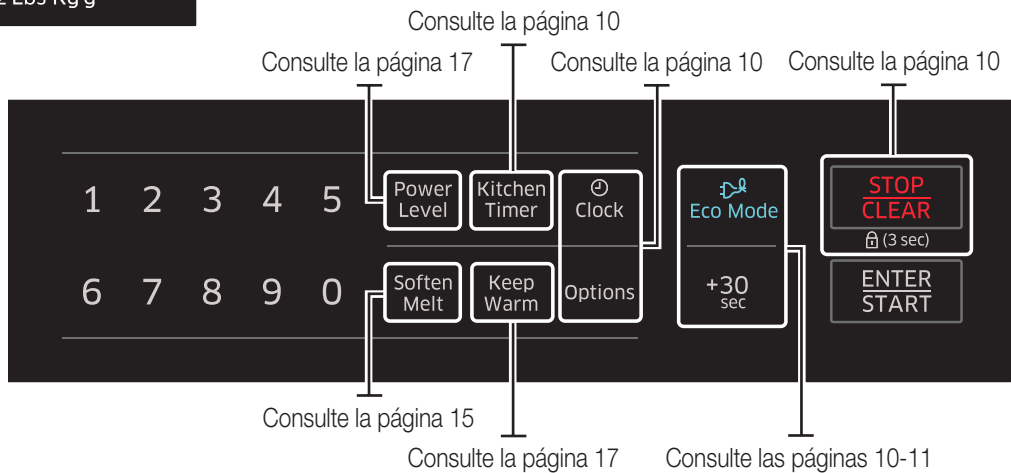 Lbs Kg g
Consulte la página 10
Consulte la página 17
Consulte la página 10
Consulte la página 10
1 2 3 4 5
Power
Level
Kitchen
Timer
Clock
Eco Mode
STOP
CLEAR
(3 sec)
6 7 8 9 0
Soften
Melt
Keep
Warm
Options
+30
sec
ENTER
START
Consulte la página 15
Consulte la página 17
Consulte las páginas 10-11